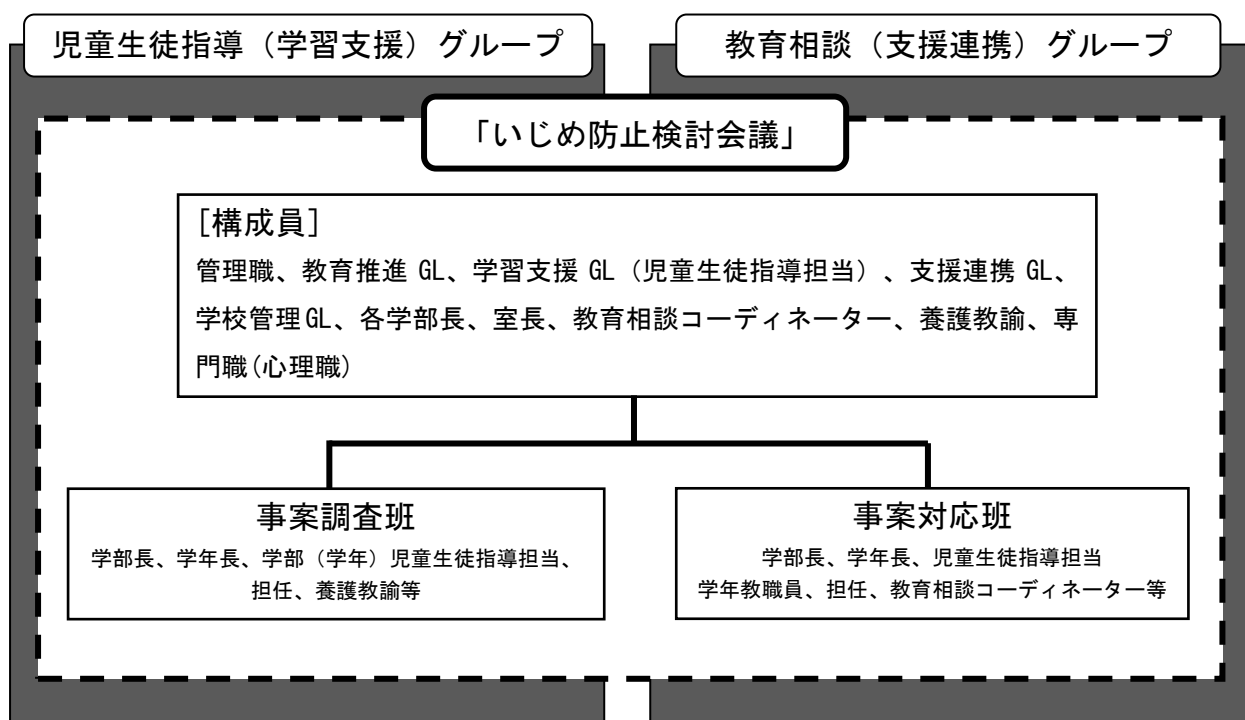 児童生徒指導（学習支援）グループ
教育相談（支援連携）グループ
「いじめ防止検討会議」
［構成員］
管理職、教育推進 GL、学習支援 GL（児童生徒指導担当）、支援連携 GL、
学校管理 GL、各学部長、室長、教育相談コーディネーター、養護教諭、専
門職(心理職)
事案調査班
学部長、学年長、学部（学年）児童生徒指導担当、
担任、養護教諭等
事案対応班
学部長、学年長、児童生徒指導担当
学年教職員、担任、教育相談コーディネーター等